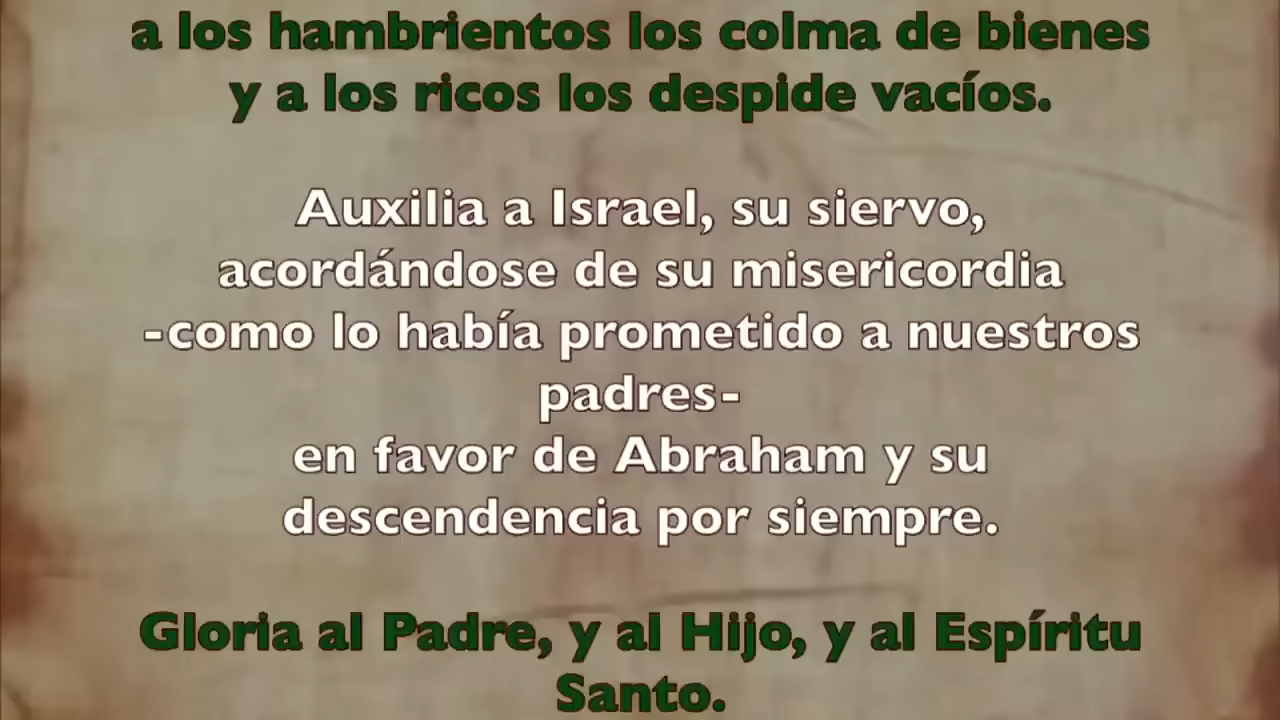 a los hambrientos los colma de bienes
y a los ricos los despide vacíos.
Auxilia a Israel, su siervo,
acordándose de su misericordia
-como lo había prometido a nuestros
padres-
en favor de Abraham y su
descendencia por siempre.
Gloria al Padre, y al Hijo, y al Espíritu
Santo.